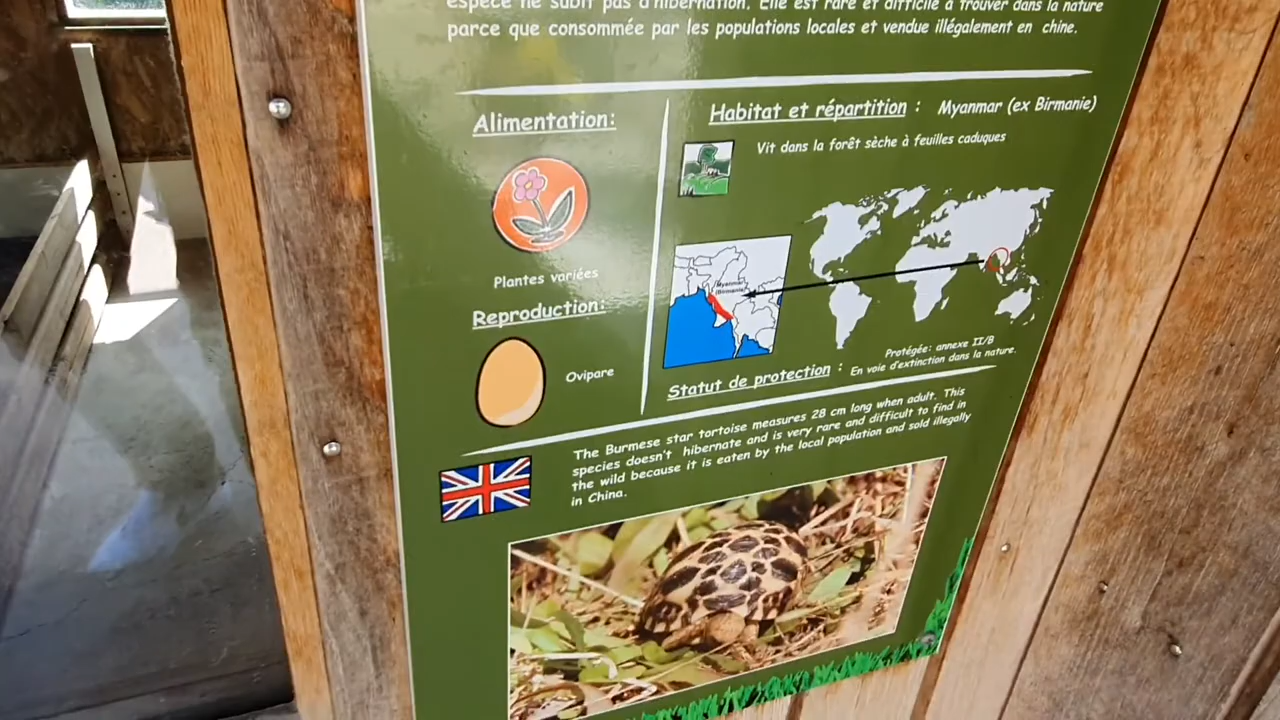 espèce ne subit pas d'hibernation. Elle est rare et difficile à trouver dans la nature
parce que consommée par les populations locales et vendue illégalement en chine.
Alimentation:
Plantes variées
Reproduction:
Ovipare
Habitat et répartition : Myanmar (ex Birmanie)
Vit dans la forêt sèche à feuilles caduques
Myanmar
(Birmanie)
Protégée: annexe II/B
Statut de protection : En voie d'extinction dans la nature.
The Burmese star tortoise measures 28 cm long when adult. This
species doesn't hibernate and is very rare and difficult to find in
the wild because it is eaten by the local population and sold illegally
in China.